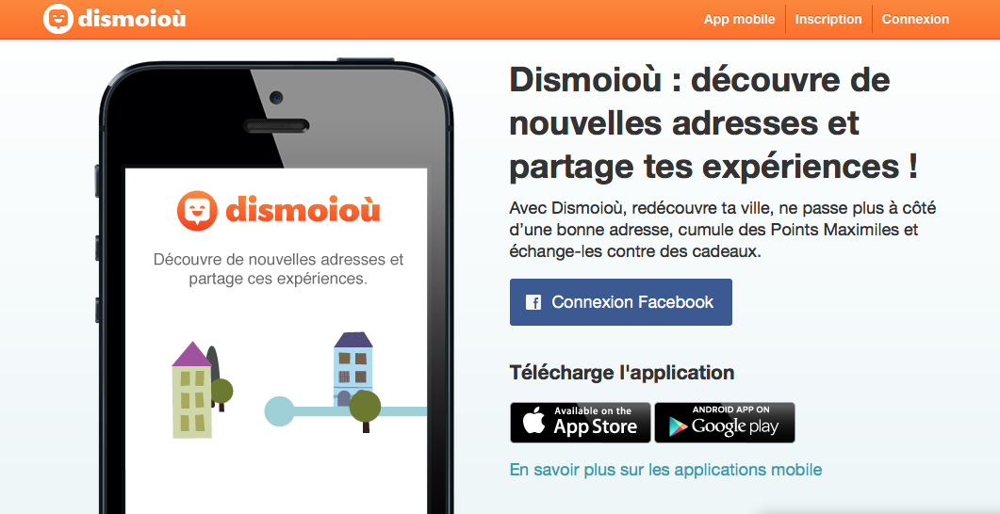 dismoioù
App mobile
Inscription
Connexion
dismoioù
Découvre de nouvelles adresses et
partage ces expériences.
Dismoioù : découvre de
nouvelles adresses et
partage tes expériences !
Avec Dismoioù, redécouvre ta ville, ne passe plus à côté
d’une bonne adresse, cumule des Points Maximiles et
échange-les contre des cadeaux.
Connexion Facebook
Télécharge l'application
Available on the
App Store
ANDROID APP ON
Google play
En savoir plus sur les applications mobile